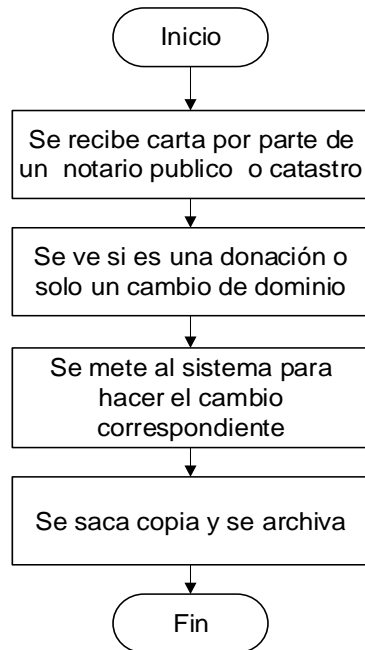 Inicio
Se recibe carta por parte de
un notario publico o catastro
Se ve si es una donación o
solo un cambio de dominio
Se mete al sistema para
hacer el cambio
correspondiente
Se saca copia y se archiva
Fin